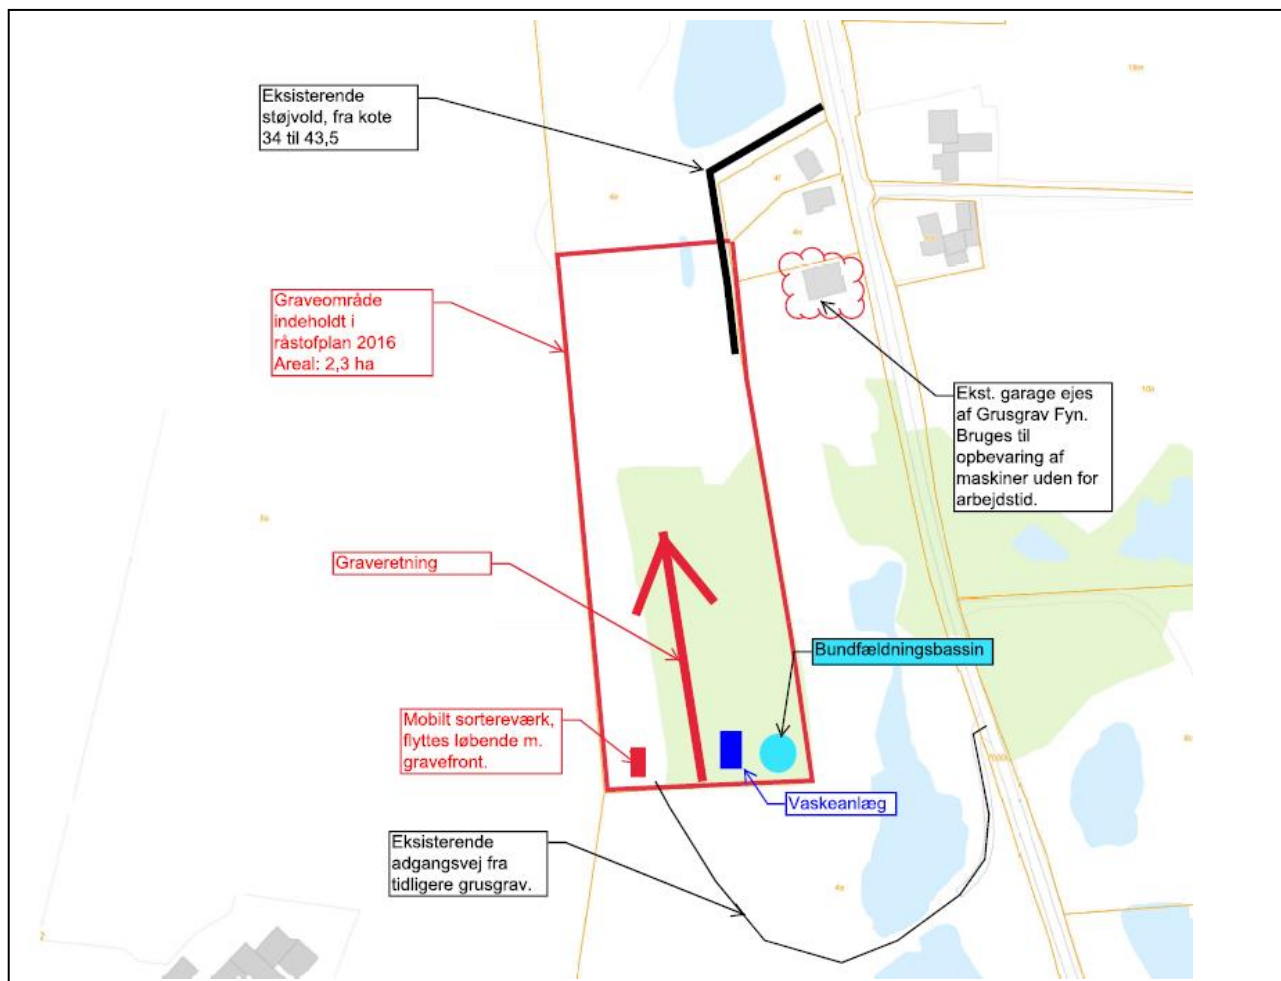 Eksisterende
støjvold, fra kote
34 til 43,5
Graveområde
indeholdt i
råstofplan 2016
Areal: 2,3 ha
Ekst. garage ejes
af Grusgrav Fyn.
Bruges til
opbevaring af
maskiner uden for
arbejdstid.
Graveretning
Bundfældningsbassin
Mobilt sortereværk,
flyttes løbende m.
gravefront.
Vaskeanlæg
Eksisterende
adgangsvej fra
tidligere grusgrav.
4f